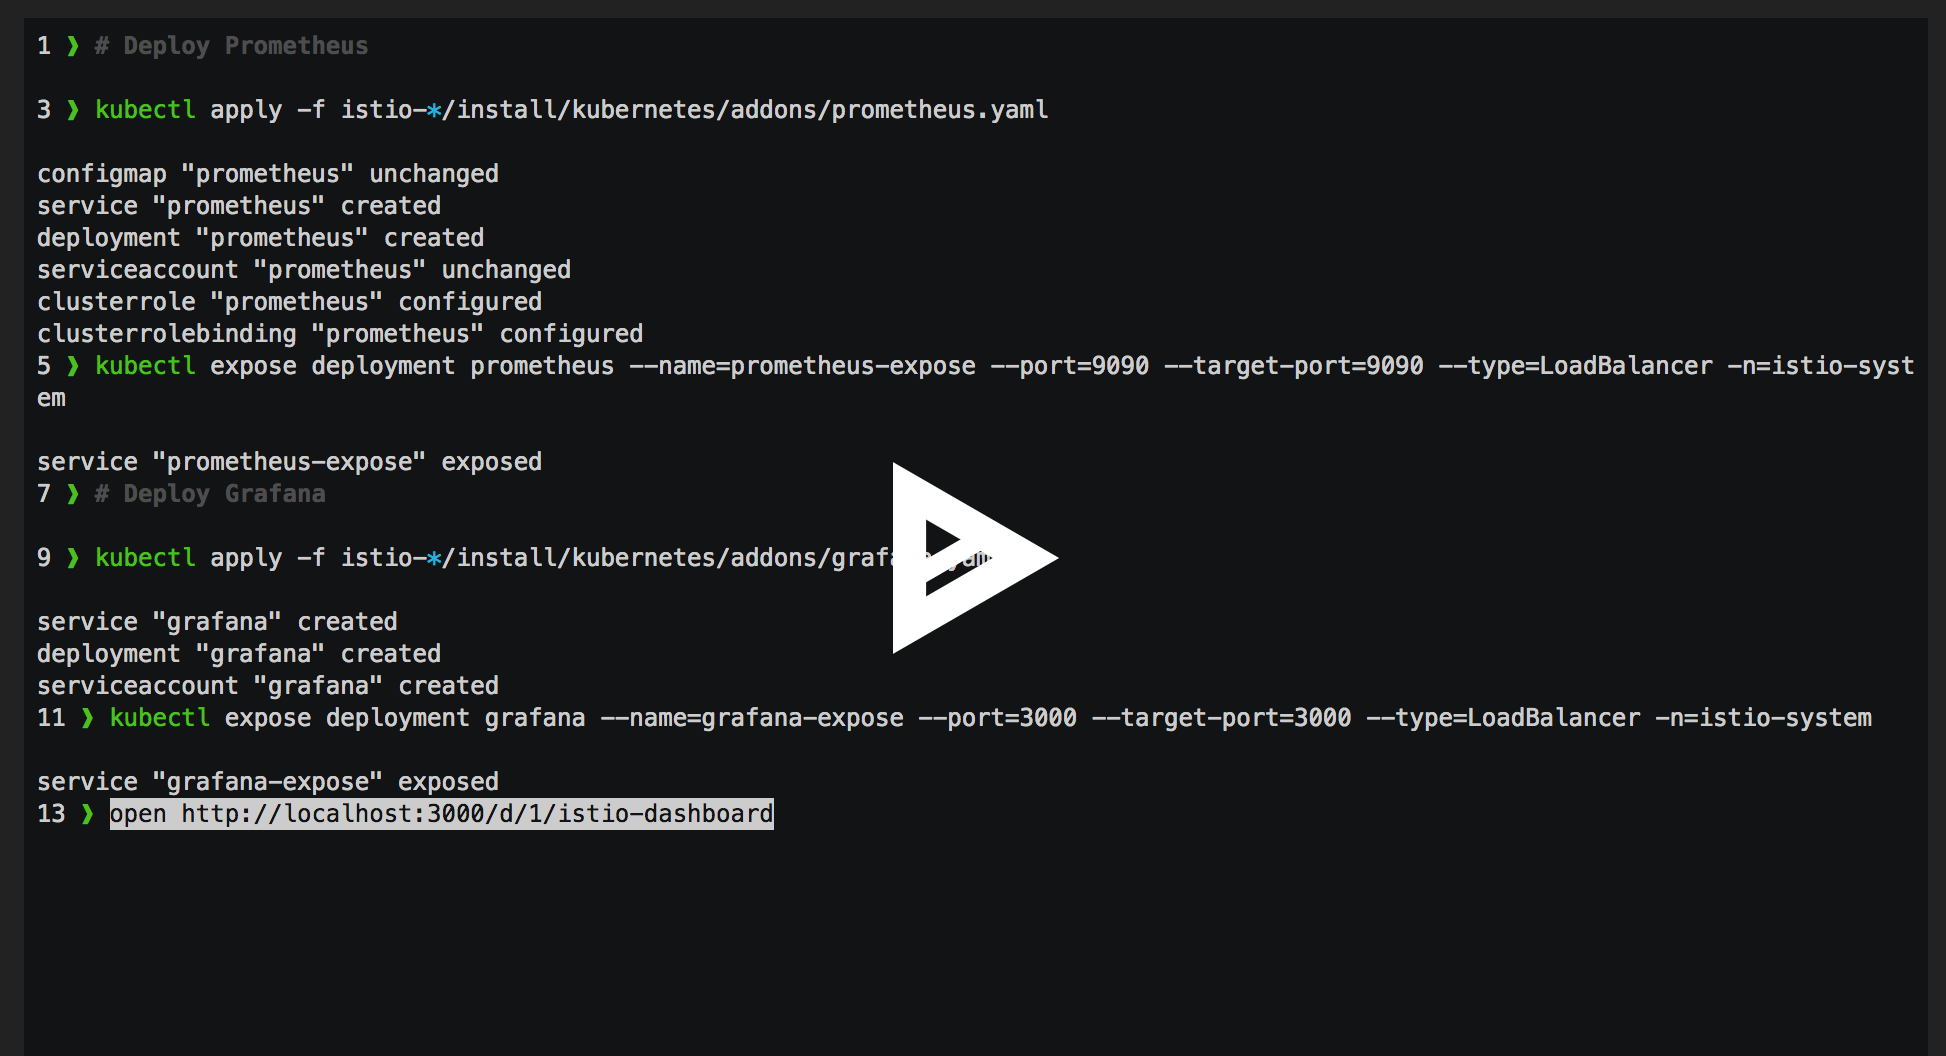 1 ❯ # Deploy Prometheus
3 ❯ kubectl apply -f istio-*/install/kubernetes/addons/prometheus.yaml
configmap "prometheus" unchanged
service "prometheus" created
deployment "prometheus" created
serviceaccount "prometheus" unchanged
clusterrole "prometheus" configured
clusterrolebinding "prometheus" configured
5 ❯ kubectl expose deployment prometheus --name=prometheus-expose --port=9090 --target-port=9090 --type=LoadBalancer -n=istio-syst
em
service "prometheus-expose" exposed
7 ❯ # Deploy Grafana
9 ❯ kubectl apply -f istio-*/install/kubernetes/addons/
service "grafana" created
deployment "grafana" created
serviceaccount "grafana" created
11 ❯ kubectl expose deployment grafana --name=grafana-expose --port=3000 --target-port=3000 --type=LoadBalancer -n=istio-system
service "grafana-expose" exposed
13 ❯ open http://localhost:3000/d/1/istio-dashboard